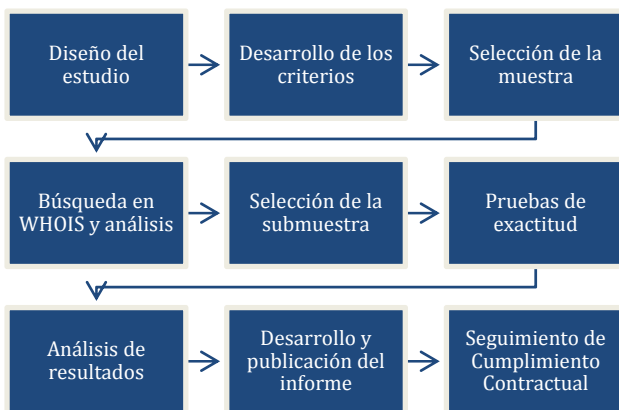 Diseño del
estudio
Desarrollo de los
criterios
Selección de la
muestra
Búsqueda en
WHOIS y análisis
Selección de la
submuestra
Pruebas de
exactitud
Análisis de
resultados
Desarrollo y
publicación del
informe
Seguimiento de
Cumplimiento
Contractual